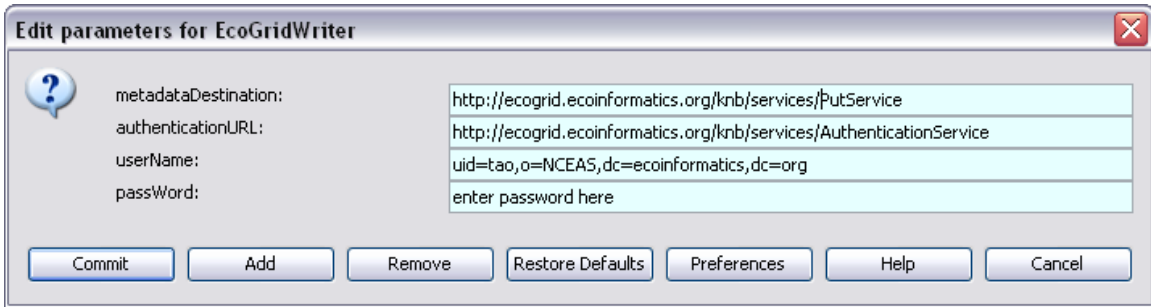 Edit parameters for EcoGridWriter
?
metadataDestination: http://ecogrid.ecoinformatics.org/knb/services/PutService
authenticationURL: http://ecogrid.ecoinformatics.org/knb/services/AuthenticationService
userName: uid=tao,o=NCEAS,dc=ecoinformatics,dc=org
passWord: enter password here
Commit Add Remove Restore Defaults Preferences Help Cancel